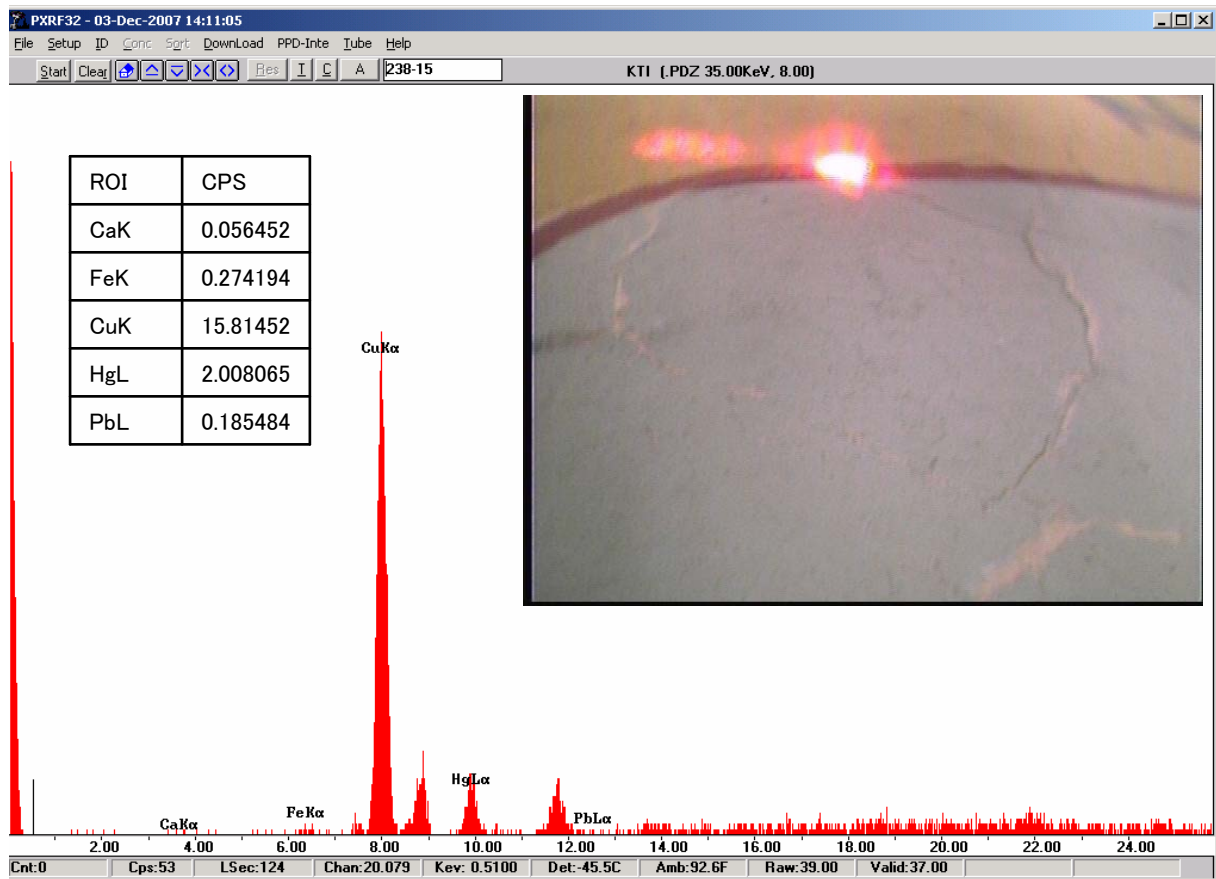 PXRF32 - 03-Dec-2007 14:11:05
File Setup ID Conc Sort DownLoad PPD-Inte Tube Help
Start Clear Res I C A 238-15 KTI (.PDZ 35.00KeV, 8.00)
ROI CPS
CaK 0.056452
FeK 0.274194
CuK 15.81452
HgL 2.008065
PbL 0.185484
CuKα
HgLα
FeKα
PbLα
CaKα
2.00 4.00 6.00 8.00 10.00 12.00 14.00 16.00 18.00 20.00 22.00 24.00
Cnt:0 Cps:53 LSec:124 Chan:20.079 Kev: 0.5100 Det:-45.5C Amb:92.6F Raw:39.00 Valid:37.00